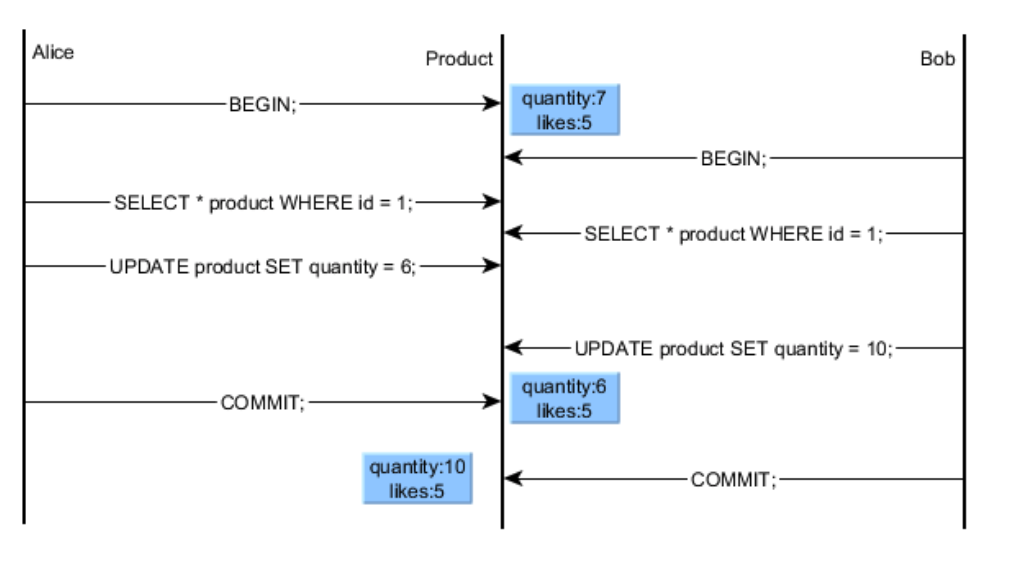 Alice
Product
Bob
BEGIN;
quantity:7
likes:5
BEGIN;
SELECT * product WHERE id = 1;
SELECT * product WHERE id = 1;
UPDATE product SET quantity = 6;
UPDATE product SET quantity = 10;
COMMIT;
quantity:6
likes:5
quantity:10
likes:5
COMMIT;